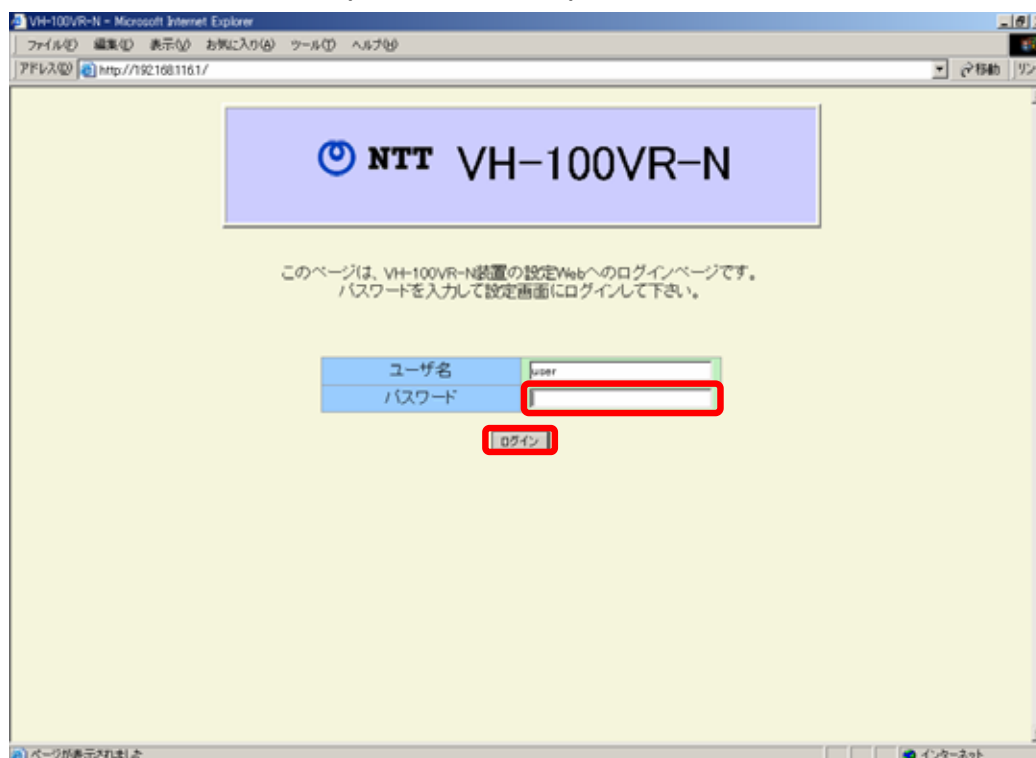 VH-100VR-N - Microsoft Internet Explorer
ファイル(F) 編集(E) 表示(V) お気に入り(A) ツール(T) ヘルプ(H)
アドレス(D) http://192.168.116.1/ 移動 リン
NTT VH-100VR-N
このページは、VH-100VR-N装置の設定Webへのログインページです。
パスワードを入力して設定画面にログインして下さい。
ユーザ名 user
パスワード
ログイン
ページが表示されました インターネット